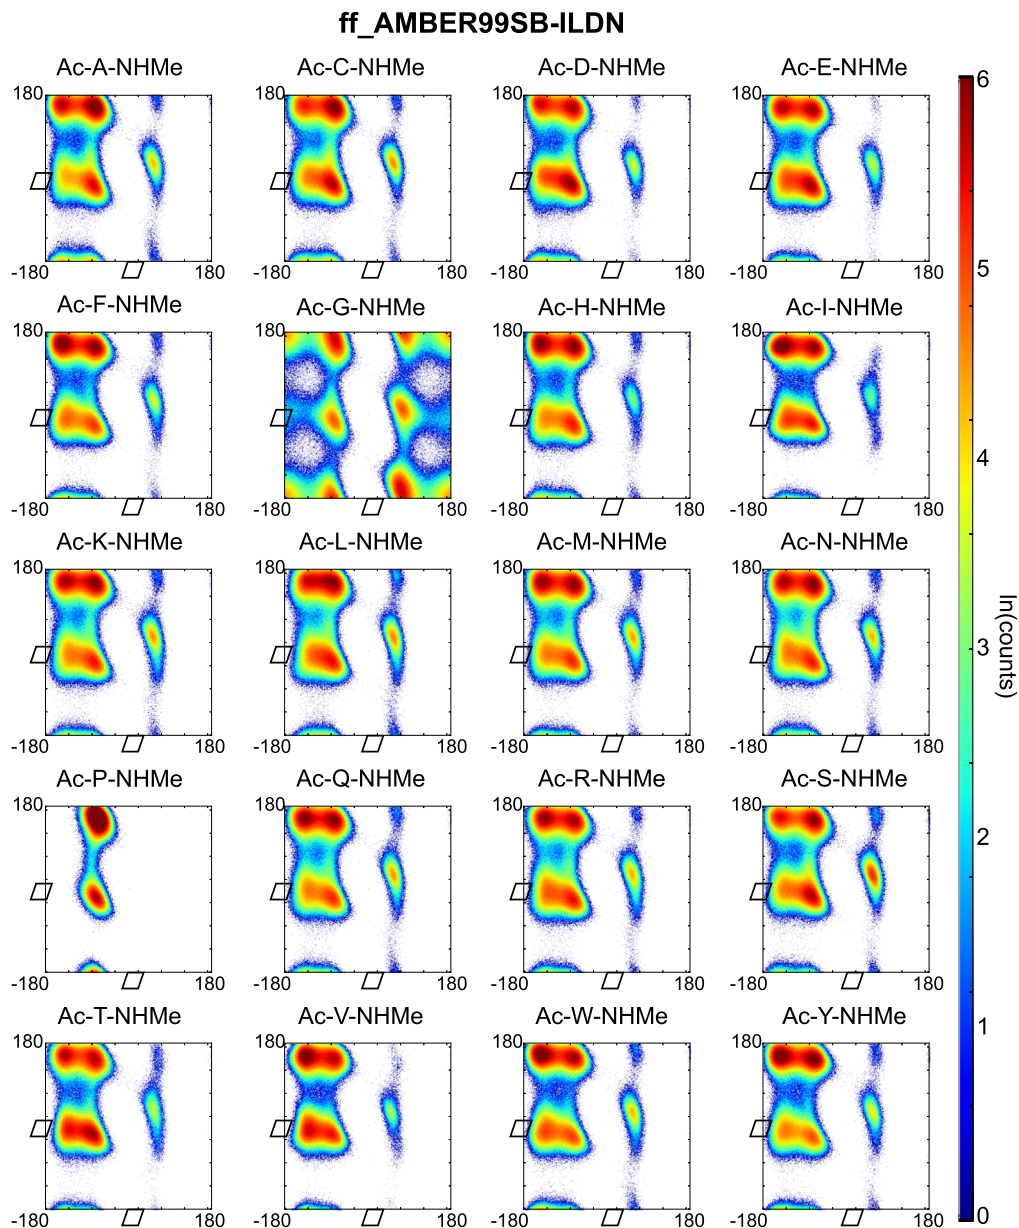 ff_AMBER99SB-ILDN
Ac-A-NHMe Ac-C-NHMe Ac-D-NHMe Ac-E-NHMe
180 180 180 180 6
-180 180 -180 180 -180 180 -180 180
5
Ac-F-NHMe Ac-G-NHMe Ac-H-NHMe Ac-I-NHMe
180 180 180 180
4
-180 180 -180 180 -180 180 -180 180
Ac-K-NHMe Ac-L-NHMe Ac-M-NHMe Ac-N-NHMe
180 180 180 180
3
ln(counts)
-180 180 -180 180 -180 180 -180 180
Ac-P-NHMe Ac-Q-NHMe Ac-R-NHMe Ac-S-NHMe
180 180 180 180
2
-180 180 -180 180 -180 180 -180 180
Ac-T-NHMe Ac-V-NHMe Ac-W-NHMe Ac-Y-NHMe
1
180 180 180 180
-180 180 -180 180 -180 180 -180 180
0